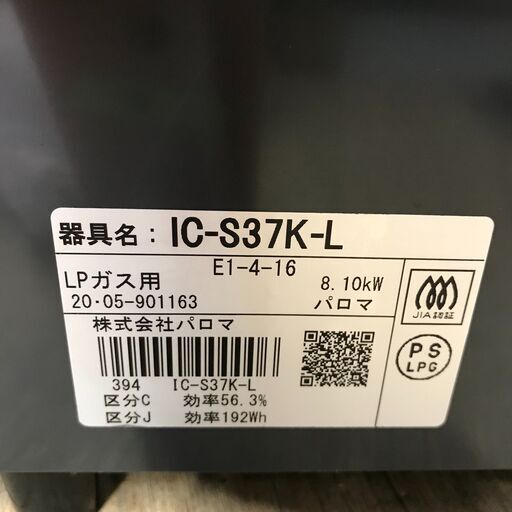 器具名：IC-S37K-L
E1-4-16
LPガス用 8.10kW
20・05-901163 パロマ
株式会社パロマ
JIA認証
PS
LPG
394 IC-S37K-L
区分C 効率56.3%
区分J 効率192Wh